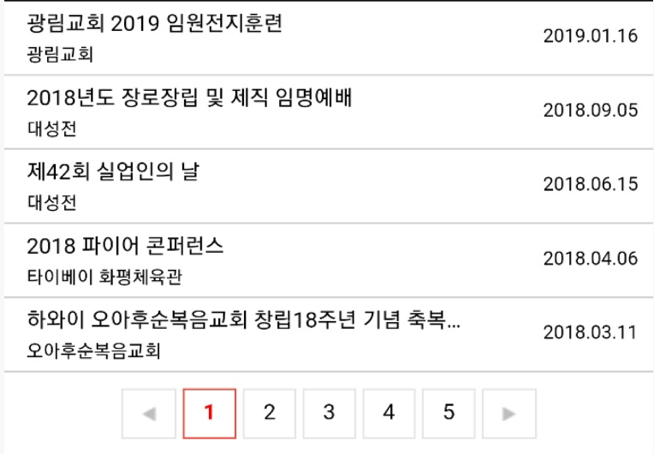 광림교회 2019 임원전지훈련
2019.01.16
광림교회
2018년도 장로장립 및 제직 임명예배
2018.09.05
대성전
제42회 실업인의 날
2018.06.15
대성전
2018 파이어 콘퍼런스
2018.04.06
타이베이 화평체육관
하와이 오아후순복음교회 창립18주년 기념 축복...
2018.03.11
오아후순복음교회
◀ 1 2 3 4 5 ▶